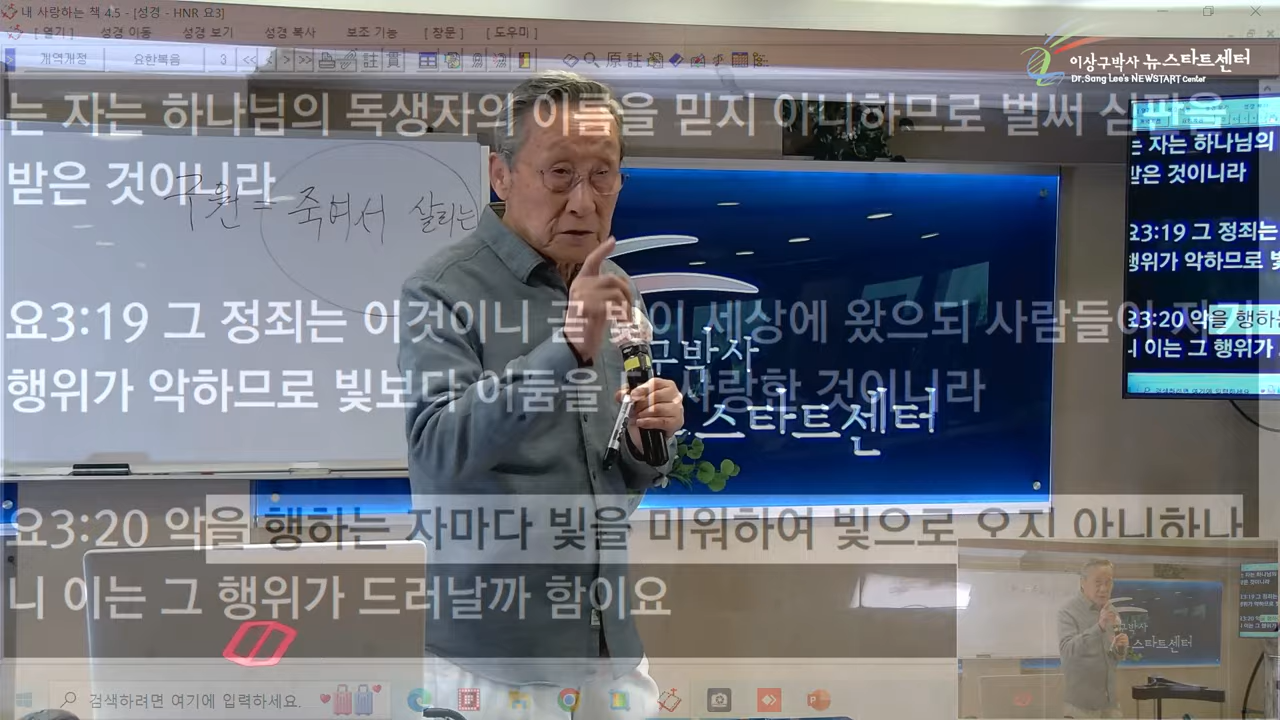 내 사랑하는 책 4.5 - [성경 - HNR 요3]
[ 열기 ] 성경 이동 성경 보기 성경 복사 보조 기능 [ 창문 ] [ 도우미 ]
개역개정 요한복음 3
이상구박사 뉴스타트센터
Dr. Sang Lee's NEWSTART Center
는 자는 하나님의 독생자의 이름을 믿지 아니하므로 벌써 심판을
받은 것이니라
구원 = 죽여서 살리는
요3:19 그 정죄는 이것이니 곧 빛이 세상에 왔으되 사람들이 자기
행위가 악하므로 빛보다 어둠을 더 사랑한 것이니라
구박사
스타트센터
요3:20 악을 행하는 자마다 빛을 미워하여 빛으로 오지 아니하나
니 이는 그 행위가 드러날까 함이요
는 자는 하나님의
받은 것이니라
요3:19 그 정죄는
행위가 악하므로 빛
요3:20 악을 행하는
니 이는 그 행위가
검색하려면 여기에 입력하세요.